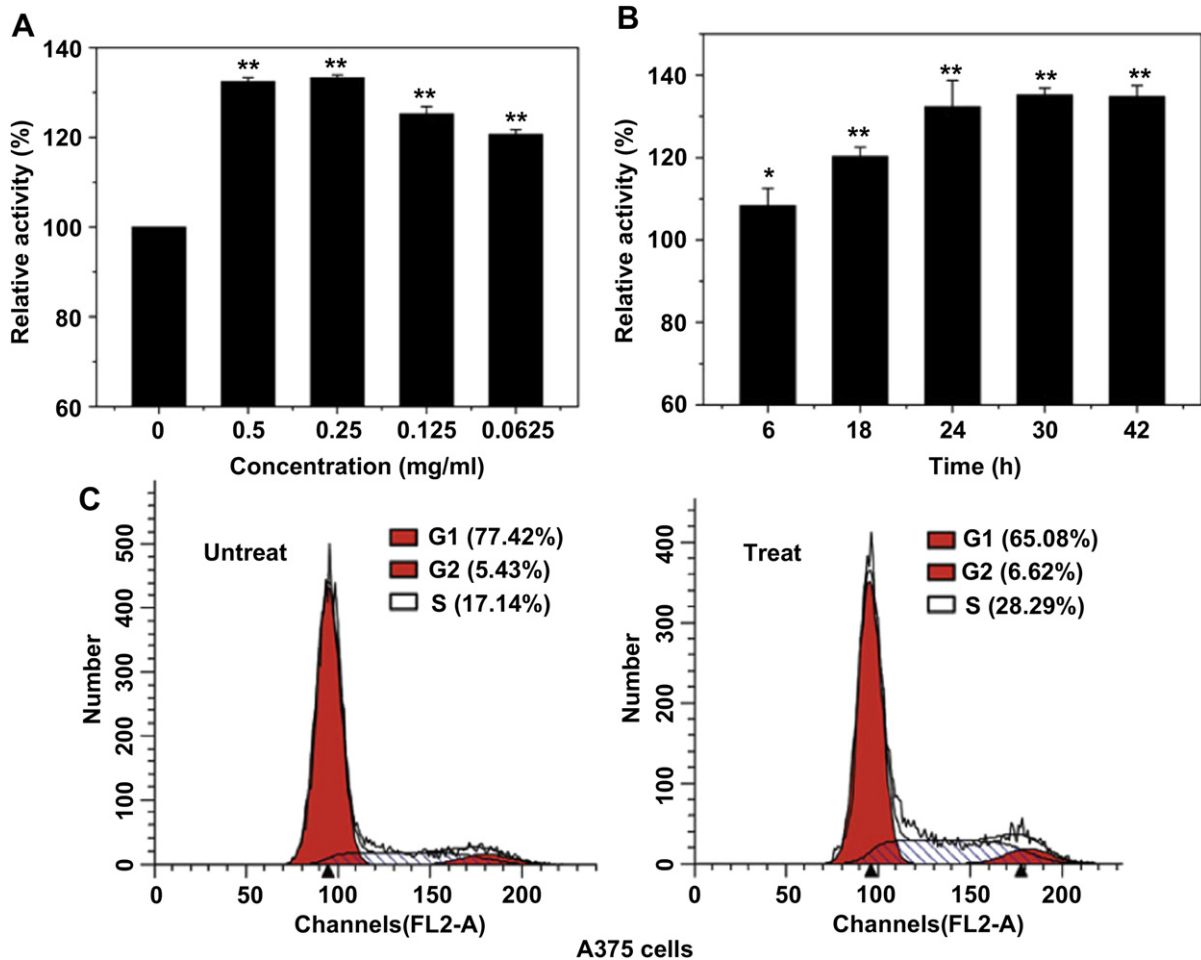 A
B
140
120
100
80
60
Relative activity (%)
**
**
**
**
0
0.5
0.25
0.125
0.0625
Concentration (mg/ml)
140
120
100
80
60
Relative activity (%)
*
**
**
**
**
6
18
24
30
42
Time (h)
C
Untreat
G1 (77.42%)
G2 (5.43%)
S (17.14%)
500
400
300
200
100
0
Number
0
50
100
150
200
Channels(FL2-A)
Treat
G1 (65.08%)
G2 (6.62%)
S (28.29%)
400
300
200
100
0
Number
0
50
100
150
200
Channels(FL2-A)
A375 cells